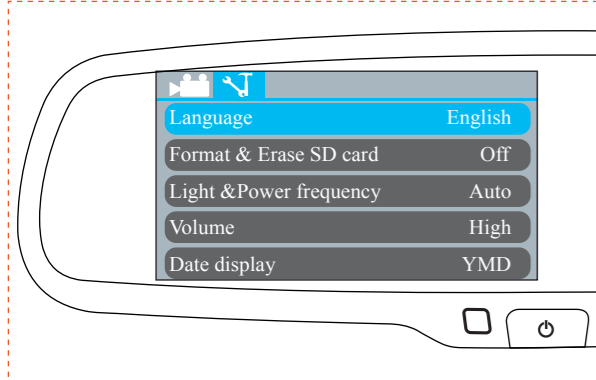 Language English
Format & Erase SD card Off
Light &Power frequency Auto
Volume High
Date display YMD